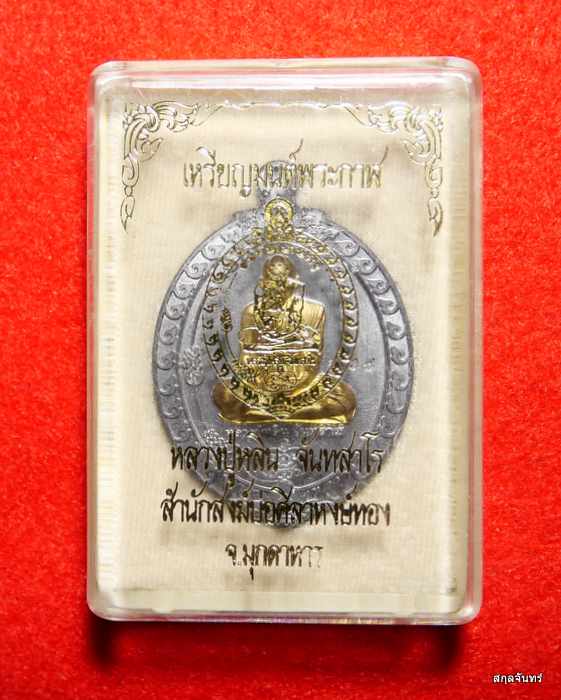 เหรียญมนต์พระกาฬ
หลวงปู่หลิน จันทสาโร
สำนักสงฆ์บ่อศิลาหงษ์ทอง
จ.มุกดาหาร
สกุลจันทร์